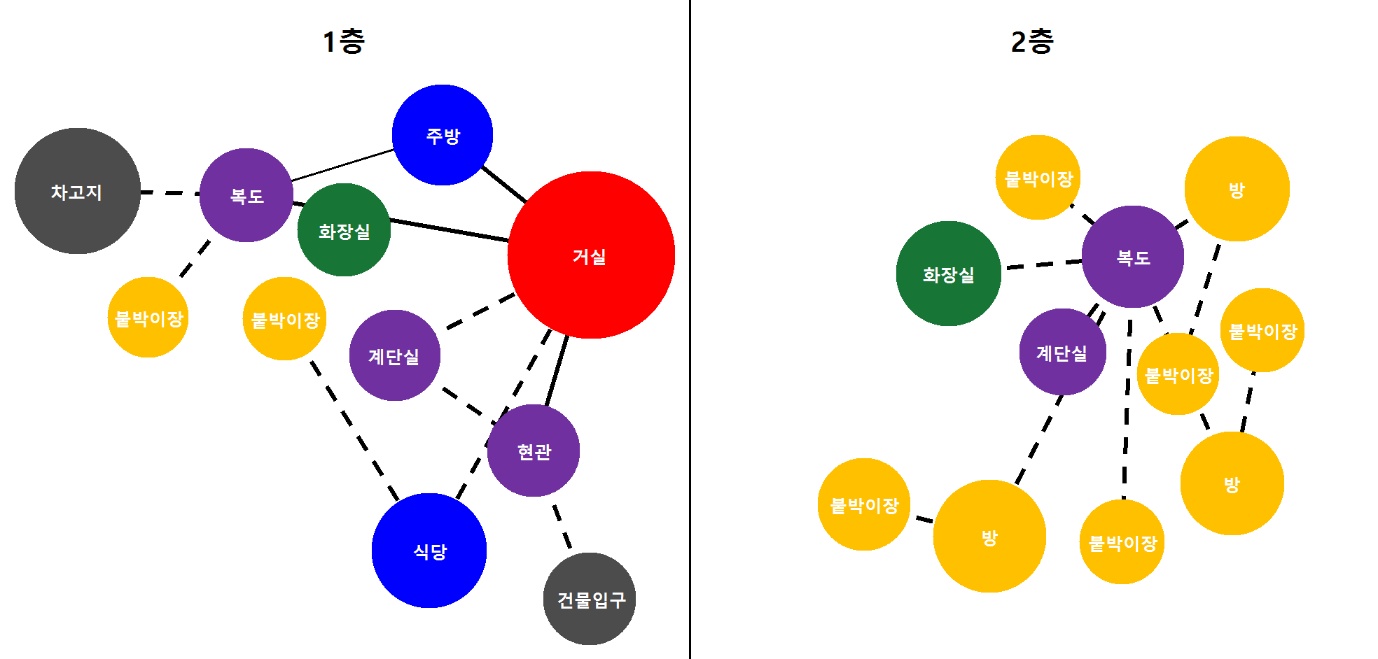 1층
주방
차고지
복도
화장실
거실
붙박이장
붙박이장
계단실
현관
식당
건물입구
2층
붙박이장
방
복도
화장실
붙박이장
계단실
붙박이장
방
붙박이장
방
붙박이장